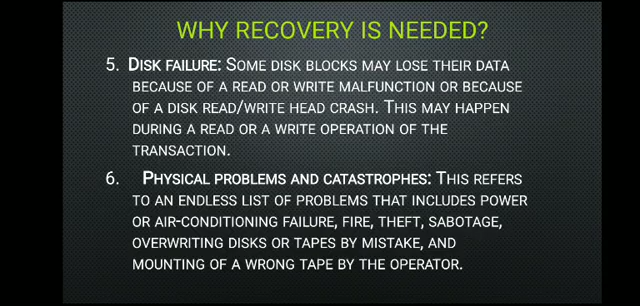 WHY RECOVERY IS NEEDED?
5. DISK FAILURE: SOME DISK BLOCKS MAY LOSE THEIR DATA
BECAUSE OF A READ OR WRITE MALFUNCTION OR BECAUSE
OF A DISK READ/WRITE HEAD CRASH. THIS MAY HAPPEN
DURING A READ OR A WRITE OPERATION OF THE
TRANSACTION.
6. PHYSICAL PROBLEMS AND CATASTROPHES: THIS REFERS
TO AN ENDLESS LIST OF PROBLEMS THAT INCLUDES POWER
OR AIR-CONDITIONING FAILURE, FIRE, THEFT, SABOTAGE,
OVERWRITING DISKS OR TAPES BY MISTAKE, AND
MOUNTING OF A WRONG TAPE BY THE OPERATOR.